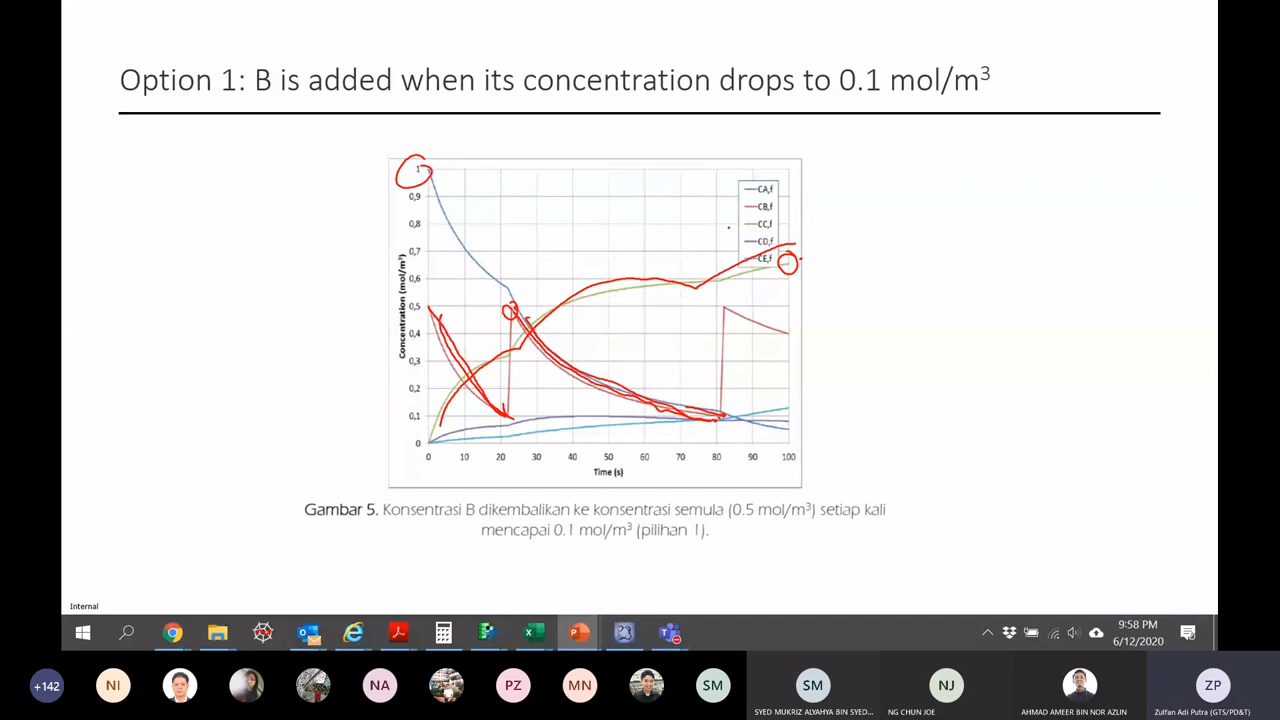 Option 1: B is added when its concentration drops to 0.1 mol/m³
1
0,9
0,8
0,7
0,6
0,5
0,4
0,3
0,2
0,1
0
Concentration (mol/m³)
CA,f
CB,f
CC,f
CD,f
CE,f
0 10 20 30 40 50 60 70 80 90 100
Time (s)
Gambar 5. Konsentrasi B dikembalikan ke konsentrasi semula (0.5 mol/m³) setiap kali
mencapai 0.1 mol/m³ (pilihan 1).
Internal
9:58 PM
6/12/2020
+142 NI NA PZ MN SM SM NJ ZP
SYED MUKRIZ ALYAHYA BIN SYED... NG CHUN JOE AHMAD AMEER BIN NOR AZLIN Zulfan Adi Putra (GTS/PD&T)